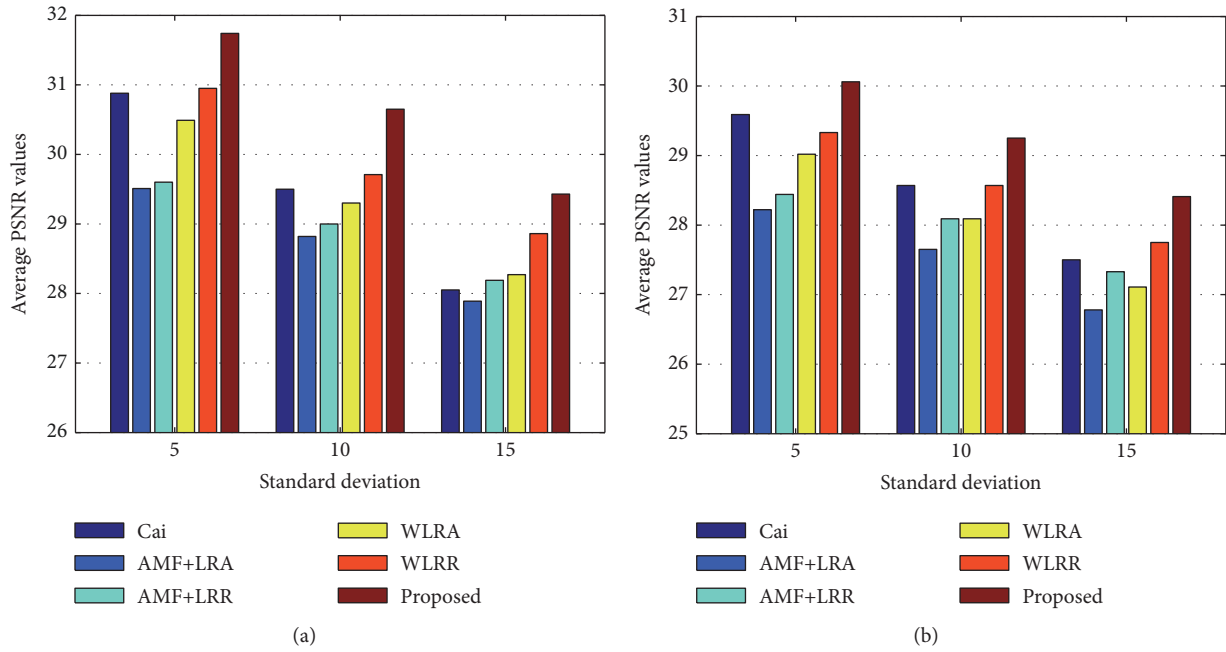 32
31
30
29
28
27
26
Average PSNR values
5 10 15
Standard deviation
Cai
AMF+LRA
AMF+LRR
WLRA
WLRR
Proposed
(a)
31
30
29
28
27
26
25
Average PSNR values
5 10 15
Standard deviation
Cai
AMF+LRA
AMF+LRR
WLRA
WLRR
Proposed
(b)